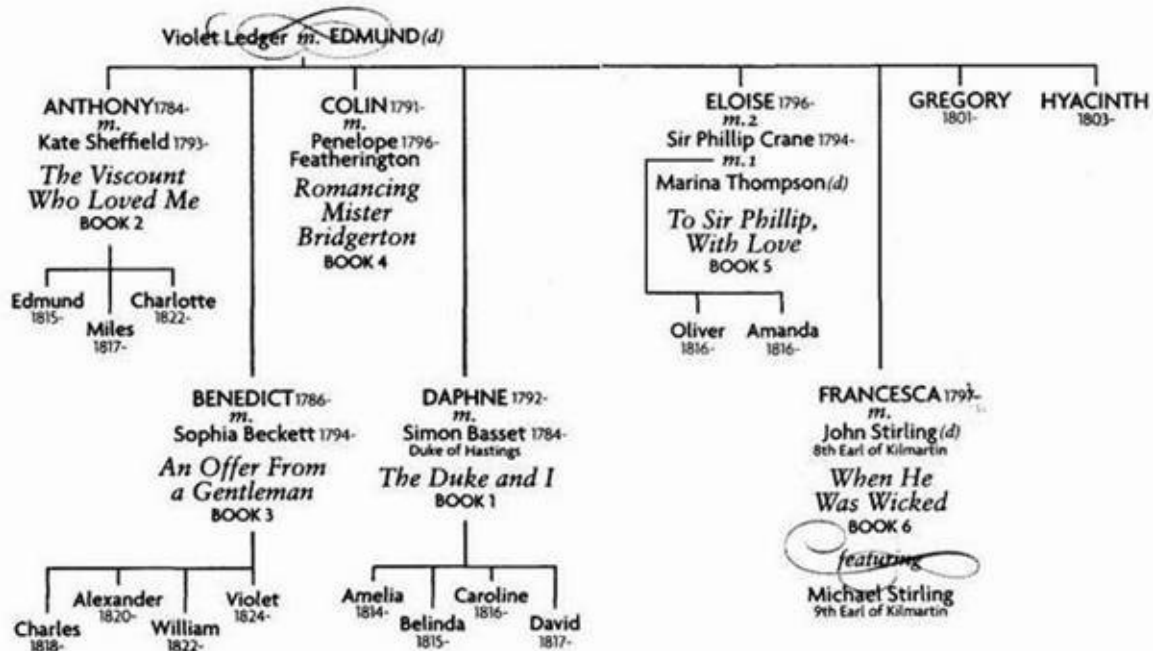 Violet Ledger m. EDMUND (d)
ANTHONY 1784-
m.
Kate Sheffield 1793-
The Viscount
Who Loved Me
BOOK 2
Edmund
1815-
Miles
1817-
Charlotte
1822-
BENEDICT 1786-
m.
Sophia Beckett 1794-
An Offer From
a Gentleman
BOOK 3
Charles
1818-
Alexander
1820-
William
1822-
Violet
1824-
COLIN 1791-
m.
Penelope 1796-
Featherington
Romancing
Mister
Bridgerton
BOOK 4
DAPHNE 1792-
m.
Simon Basset 1784-
Duke of Hastings
The Duke and I
BOOK 1
Amelia
1814-
Belinda
1815-
Caroline
1816-
David
1817-
ELOISE 1796-
m.2
Sir Phillip Crane 1794-
m.1
Marina Thompson (d)
To Sir Phillip,
With Love
BOOK 5
Oliver
1816-
Amanda
1816-
FRANCESCA
m.
John Stirling (d)
8th Earl of Kilmartin
When He
Was Wicked
BOOK 6
featuring
Michael Stirling
9th Earl of Kilmartin
GREGORY
1801-
HYACINTH
1803-